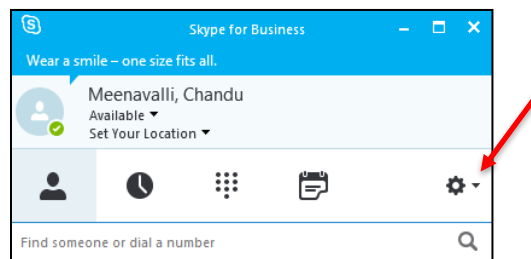 Skype for Business
Wear a smile – one size fits all.
Meenavalli, Chandu
Available
Set Your Location
Find someone or dial a number